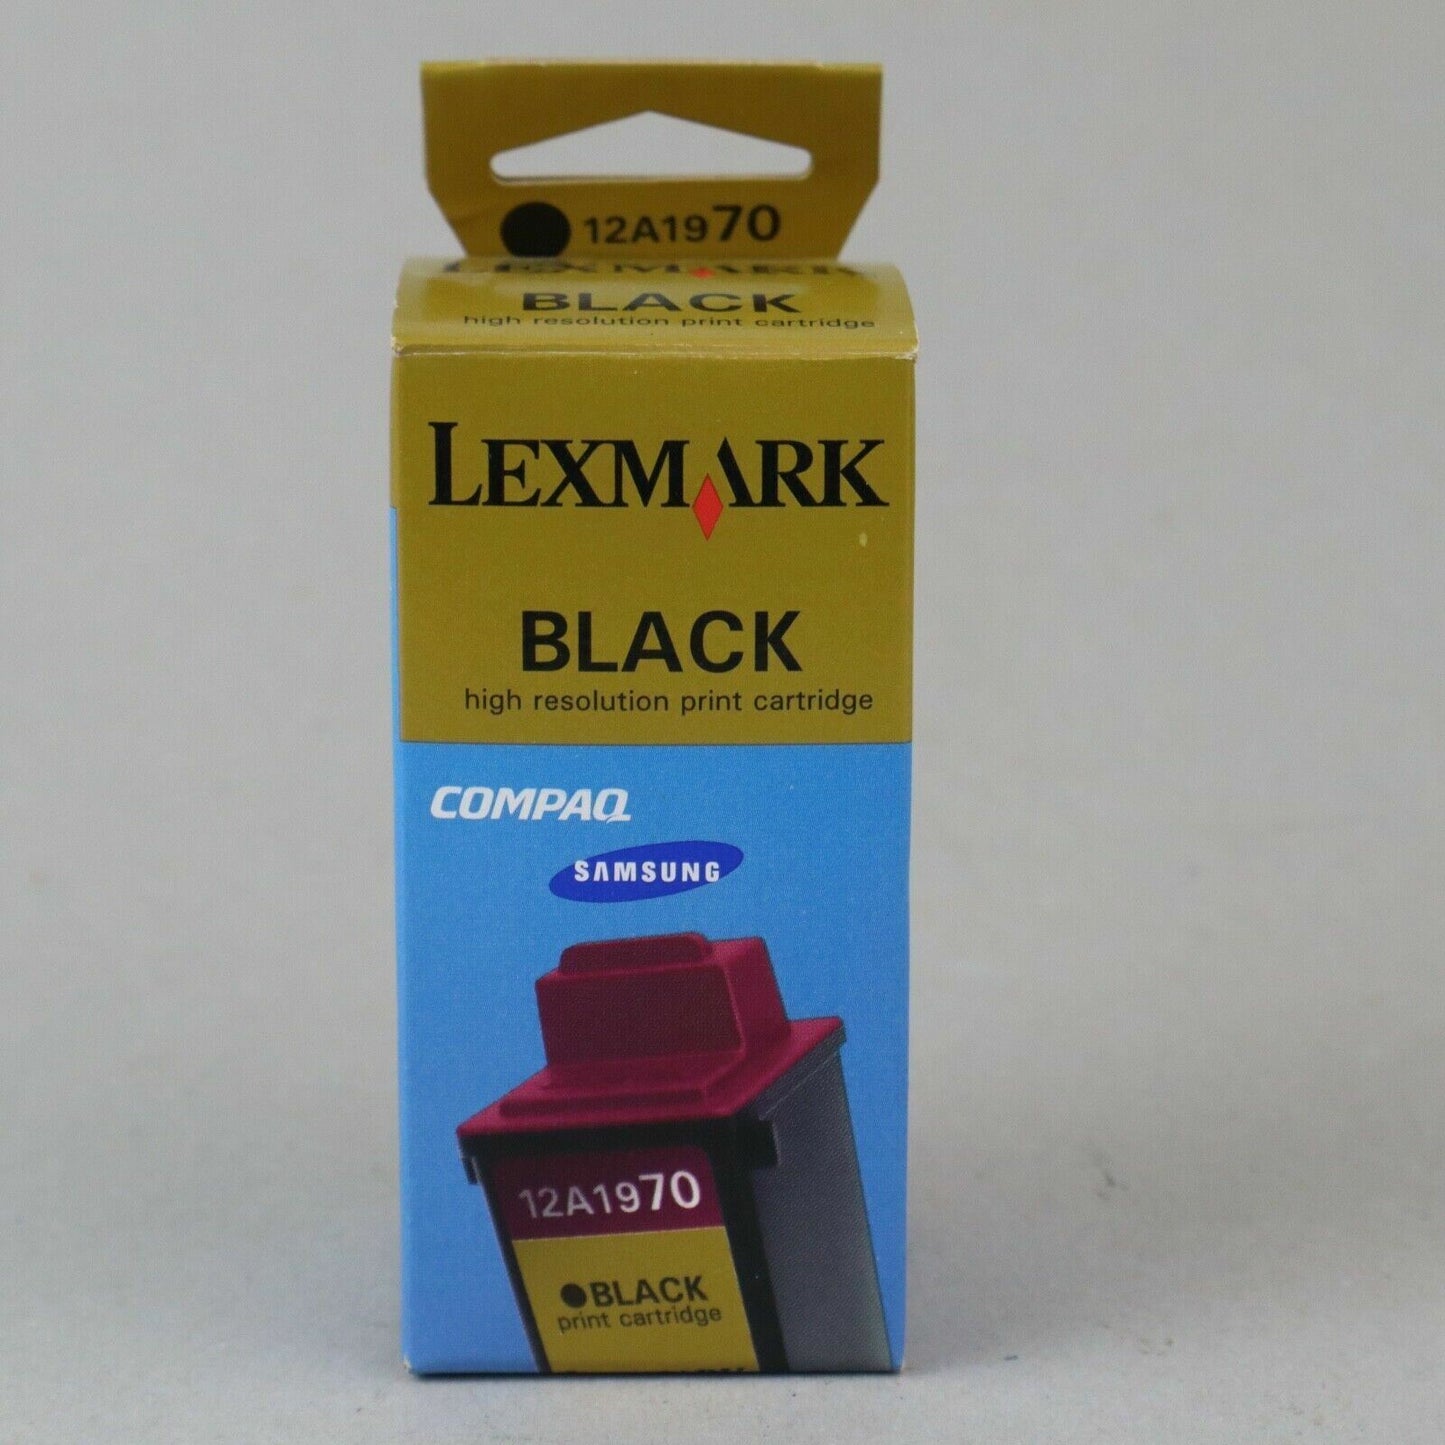 12A1970
LEXMARK
BLACK
high resolution print cartridge
LEXMARK
BLACK
high resolution print cartridge
COMPAQ
SAMSUNG
12A1970
BLACK
print cartridge